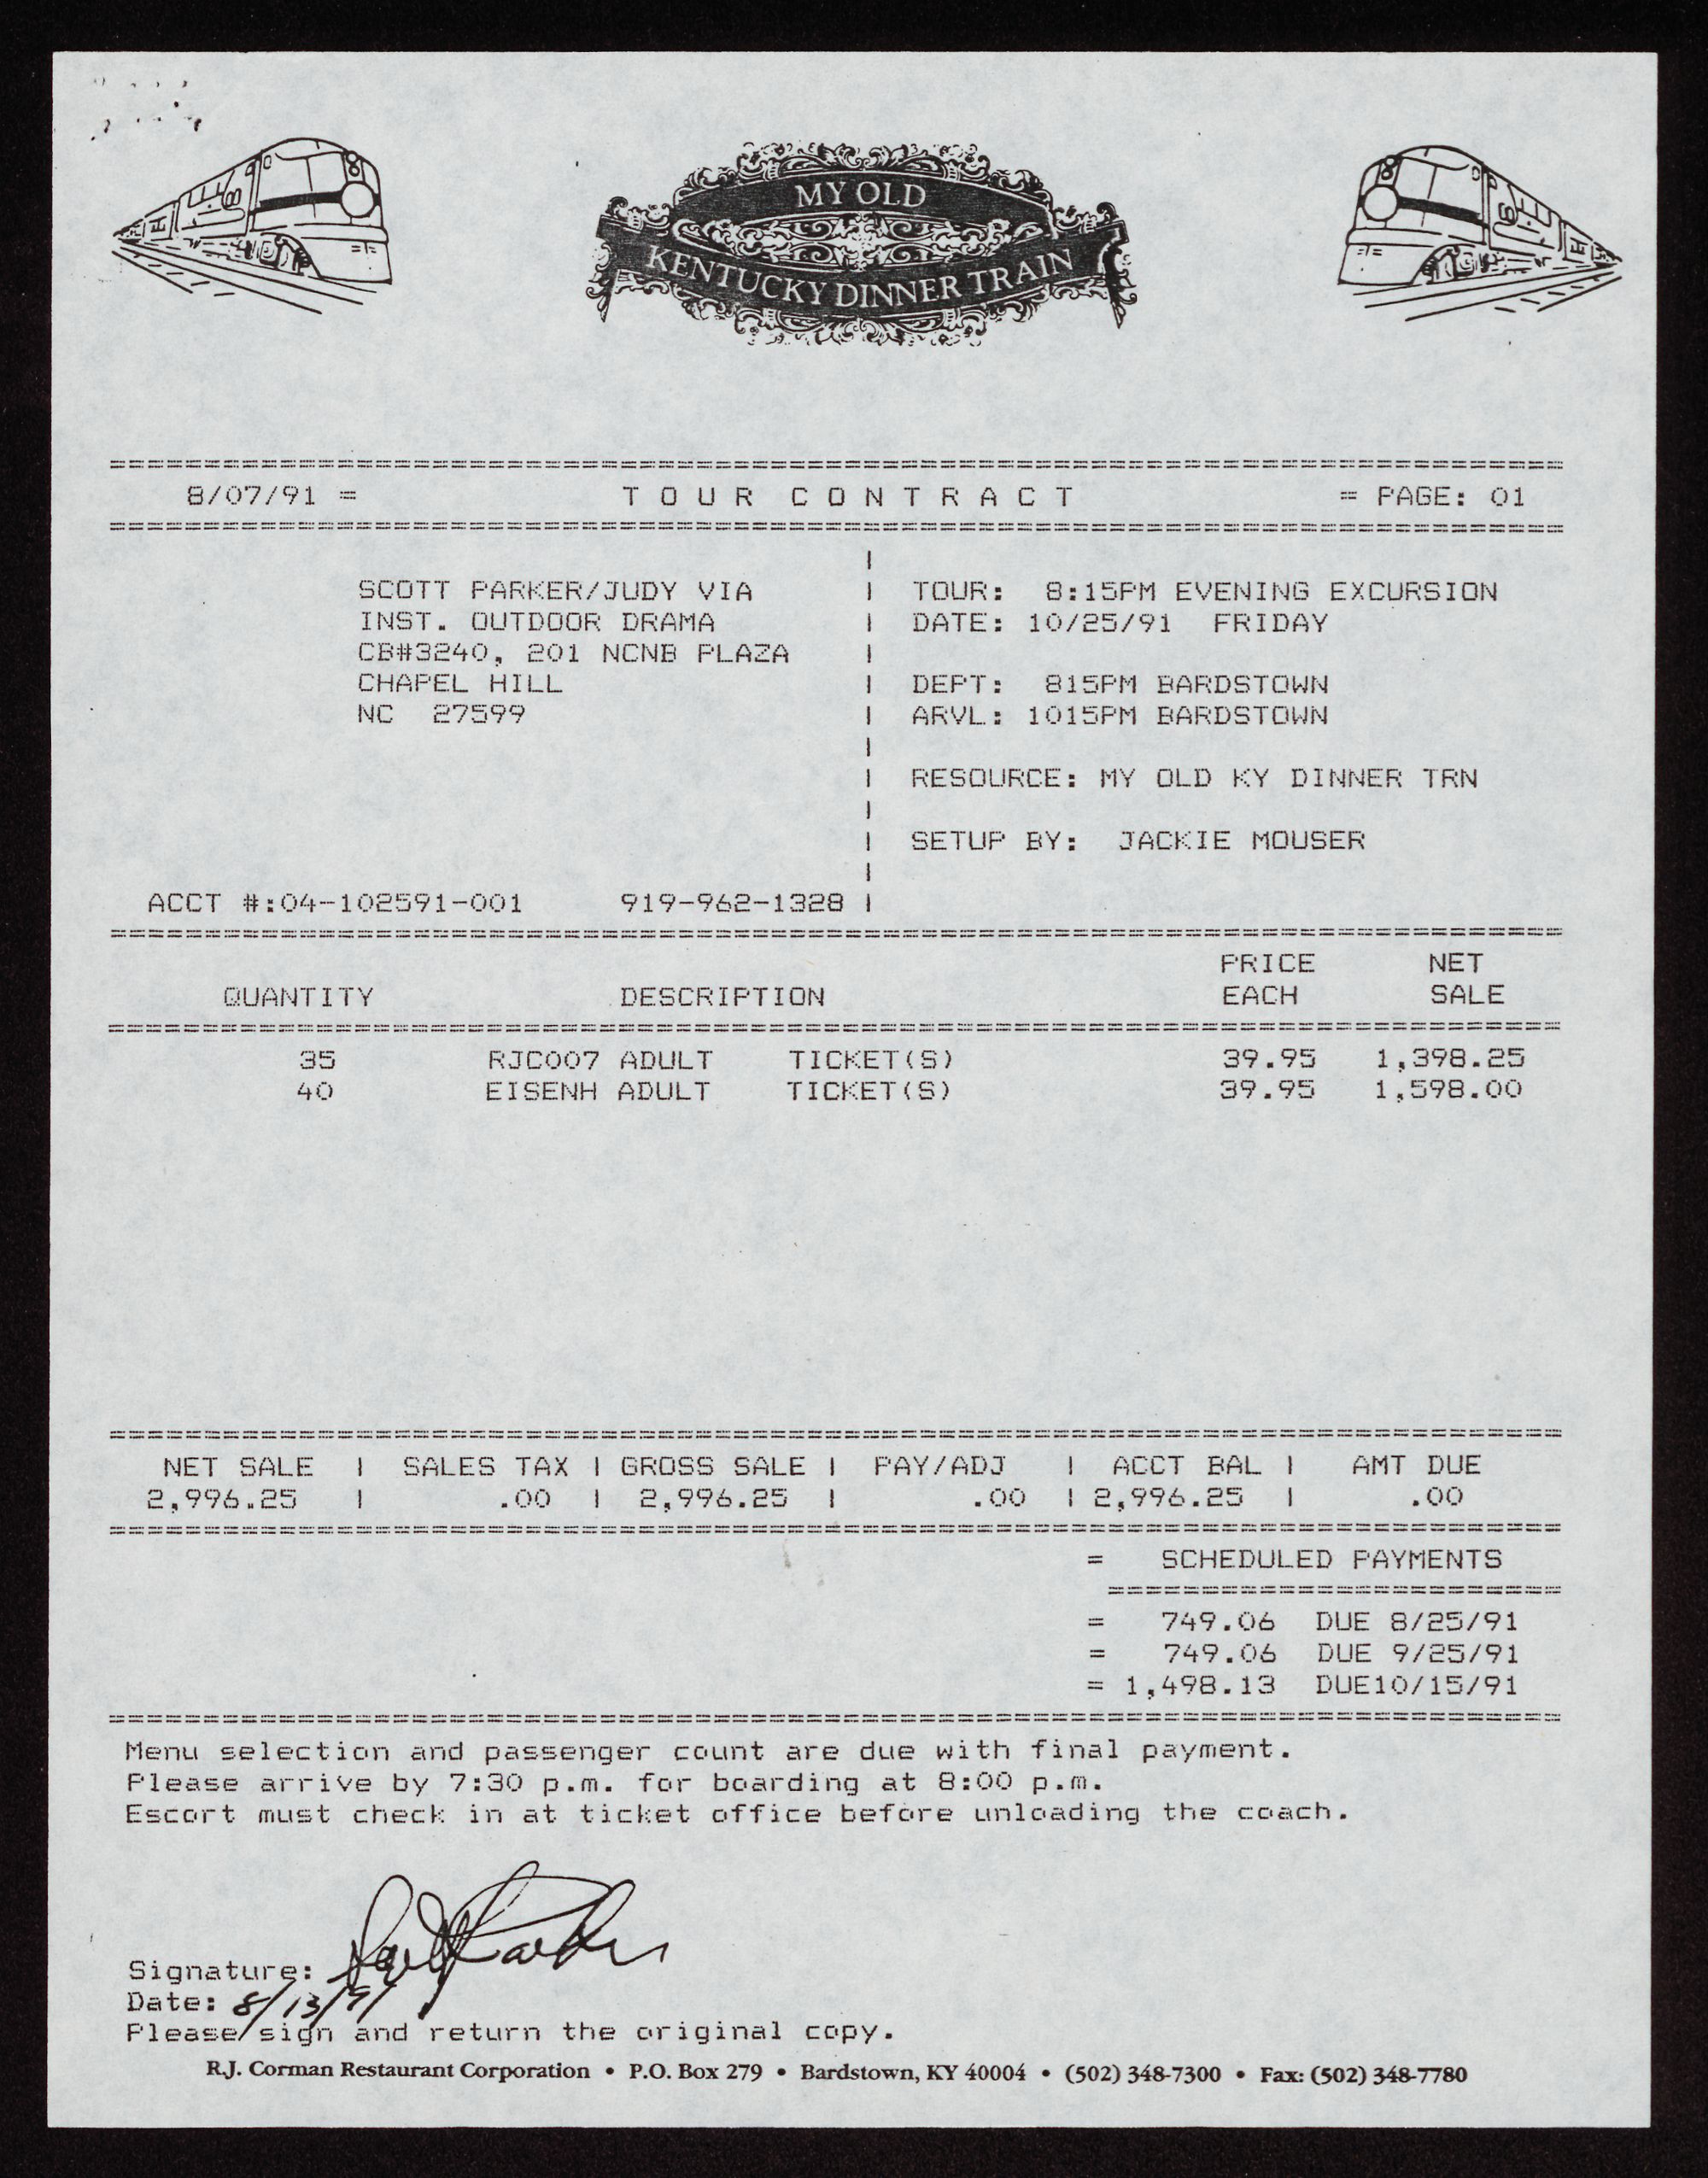 MY OLD
KENTUCKY DINNER TRAIN
================================================================================
8/07/91 = T O U R  C O N T R A C T = PAGE: 01
================================================================================
SCOTT PARKER/JUDY VIA | TOUR: 8:15PM EVENING EXCURSION
INST. OUTDOOR DRAMA | DATE: 10/25/91 FRIDAY
CB#3240, 201 NCNB PLAZA |
CHAPEL HILL | DEPT: 815PM BARDSTOWN
NC 27599 | ARVL: 1015PM BARDSTOWN
| RESOURCE: MY OLD KY DINNER TRN
| SETUP BY: JACKIE MOUSER
ACCT #:04-102591-001 919-962-1328 |
================================================================================
PRICE NET
QUANTITY DESCRIPTION EACH SALE
================================================================================
35 RJC007 ADULT TICKET(S) 39.95 1,398.25
40 EISENH ADULT TICKET(S) 39.95 1,598.00
================================================================================
NET SALE | SALES TAX | GROSS SALE | PAY/ADJ | ACCT BAL | AMT DUE
2,996.25 | .00 | 2,996.25 | .00 | 2,996.25 | .00
================================================================================
= SCHEDULED PAYMENTS
========================
= 749.06 DUE 8/25/91
= 749.06 DUE 9/25/91
= 1,498.13 DUE10/15/91
================================================================================
Menu selection and passenger count are due with final payment.
Please arrive by 7:30 p.m. for boarding at 8:00 p.m.
Escort must check in at ticket office before unloading the coach.
Signature: Scott Parker
Date: 8/13/91
Please sign and return the original copy.
R.J. Corman Restaurant Corporation • P.O. Box 279 • Bardstown, KY 40004 • (502) 348-7300 • Fax: (502) 348-7780